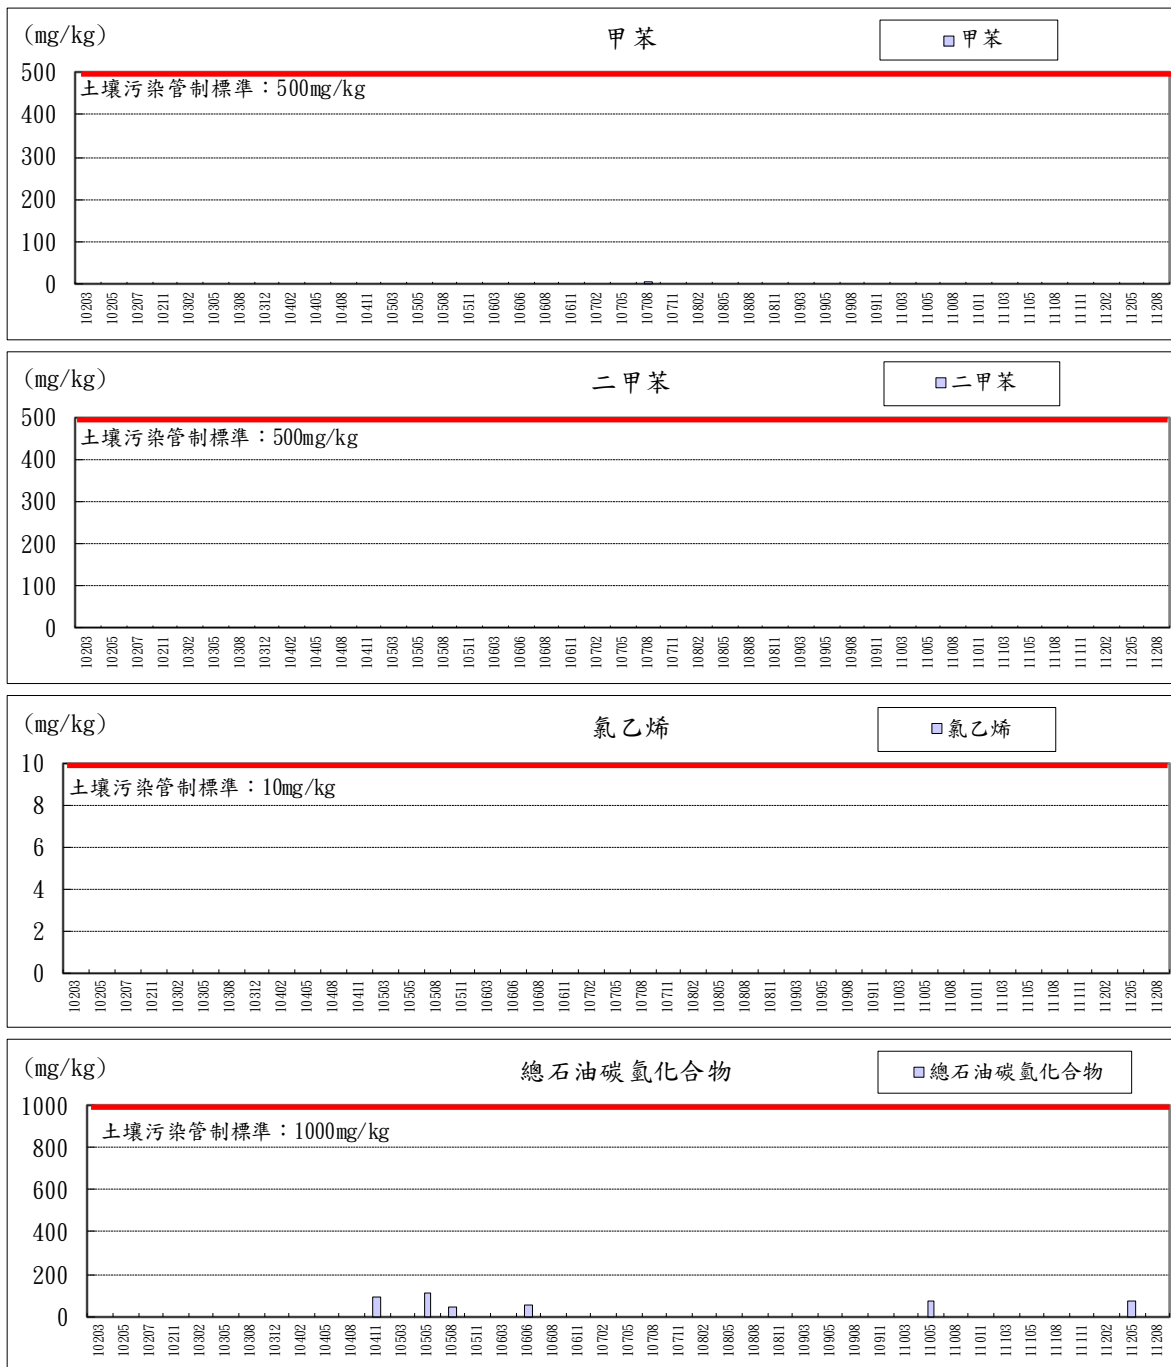 (mg/kg)
甲苯
甲苯
土壤污染管制標準：500mg/kg
500
400
300
200
100
0
10203 10205 10207 10211 10302 10305 10308 10312 10402 10405 10408 10411 10503 10505 10508 10511 10603 10606 10608 10611 10702 10705 10708 10711 10802 10805 10808 10811 10903 10905 10908 10911 11003 11005 11008 11011 11103 11105 11108 11111 11202 11205 11208
(mg/kg)
二甲苯
二甲苯
土壤污染管制標準：500mg/kg
500
400
300
200
100
0
10203 10205 10207 10211 10302 10305 10308 10312 10402 10405 10408 10411 10503 10505 10508 10511 10603 10606 10608 10611 10702 10705 10708 10711 10802 10805 10808 10811 10903 10905 10908 10911 11003 11005 11008 11011 11103 11105 11108 11111 11202 11205 11208
(mg/kg)
氯乙烯
氯乙烯
土壤污染管制標準：10mg/kg
10
8
6
4
2
0
10203 10205 10207 10211 10302 10305 10308 10312 10402 10405 10408 10411 10503 10505 10508 10511 10603 10606 10608 10611 10702 10705 10708 10711 10802 10805 10808 10811 10903 10905 10908 10911 11003 11005 11008 11011 11103 11105 11108 11111 11202 11205 11208
(mg/kg)
總石油碳氫化合物
總石油碳氫化合物
土壤污染管制標準：1000mg/kg
1000
800
600
400
200
0
10203 10205 10207 10211 10302 10305 10308 10312 10402 10405 10408 10411 10503 10505 10508 10511 10603 10606 10611 10702 10705 10708 10711 10802 10805 10808 10811 10903 10905 10908 10911 11003 11005 11008 11011 11103 11105 11108 11111 11202 11205 11208